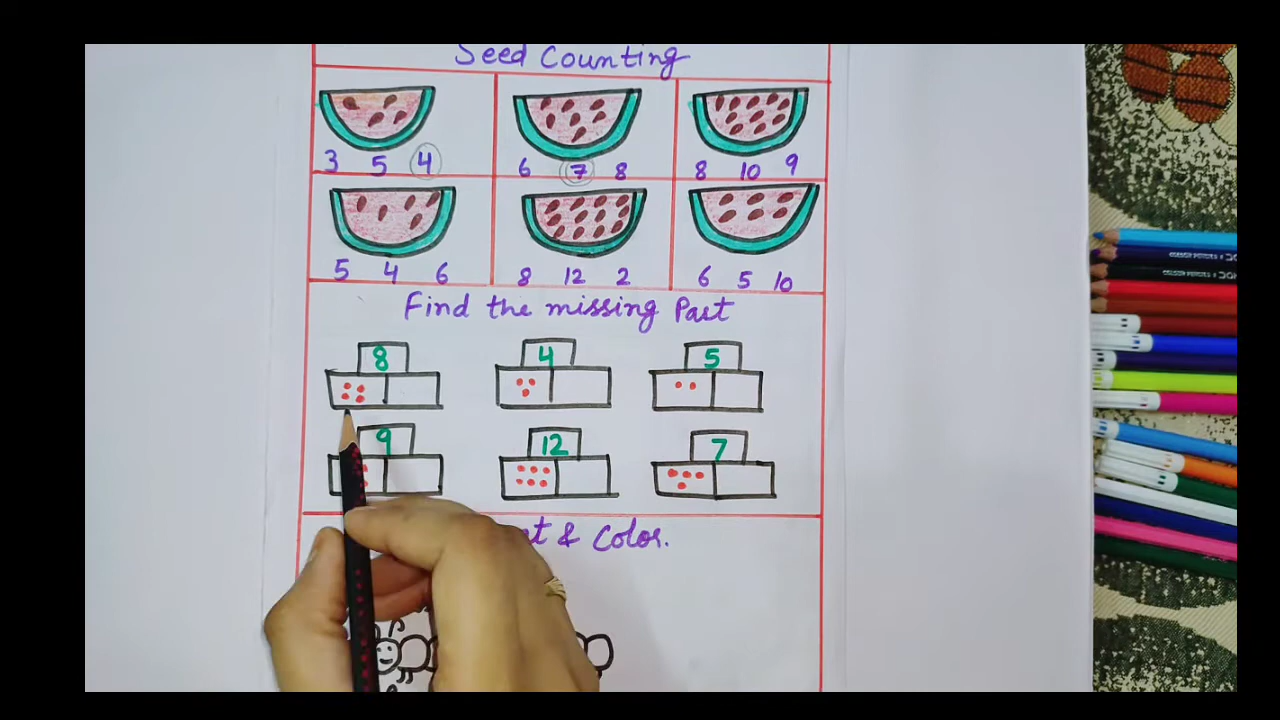 Seed Counting
3 5 4
6 7 8
8 10 9
5 4 6
8 12 2
6 5 10
Find the missing Part
8
4
5
9
12
7
& Color.